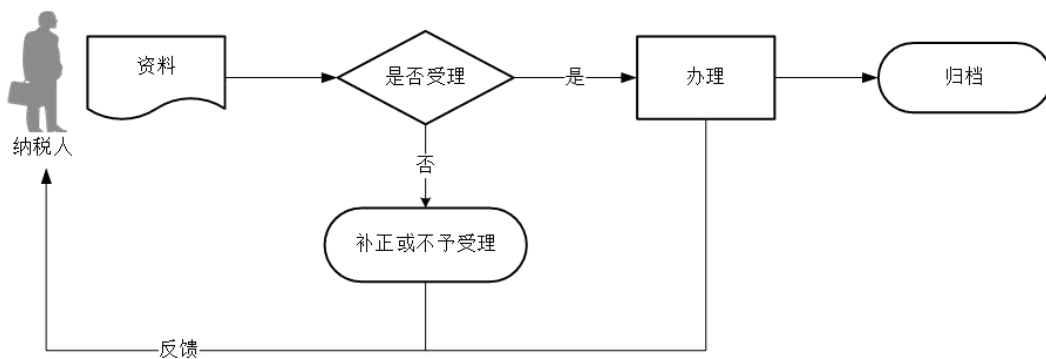 纳税人
资料
是否受理
是
办理
归档
否
补正或不予受理
反馈